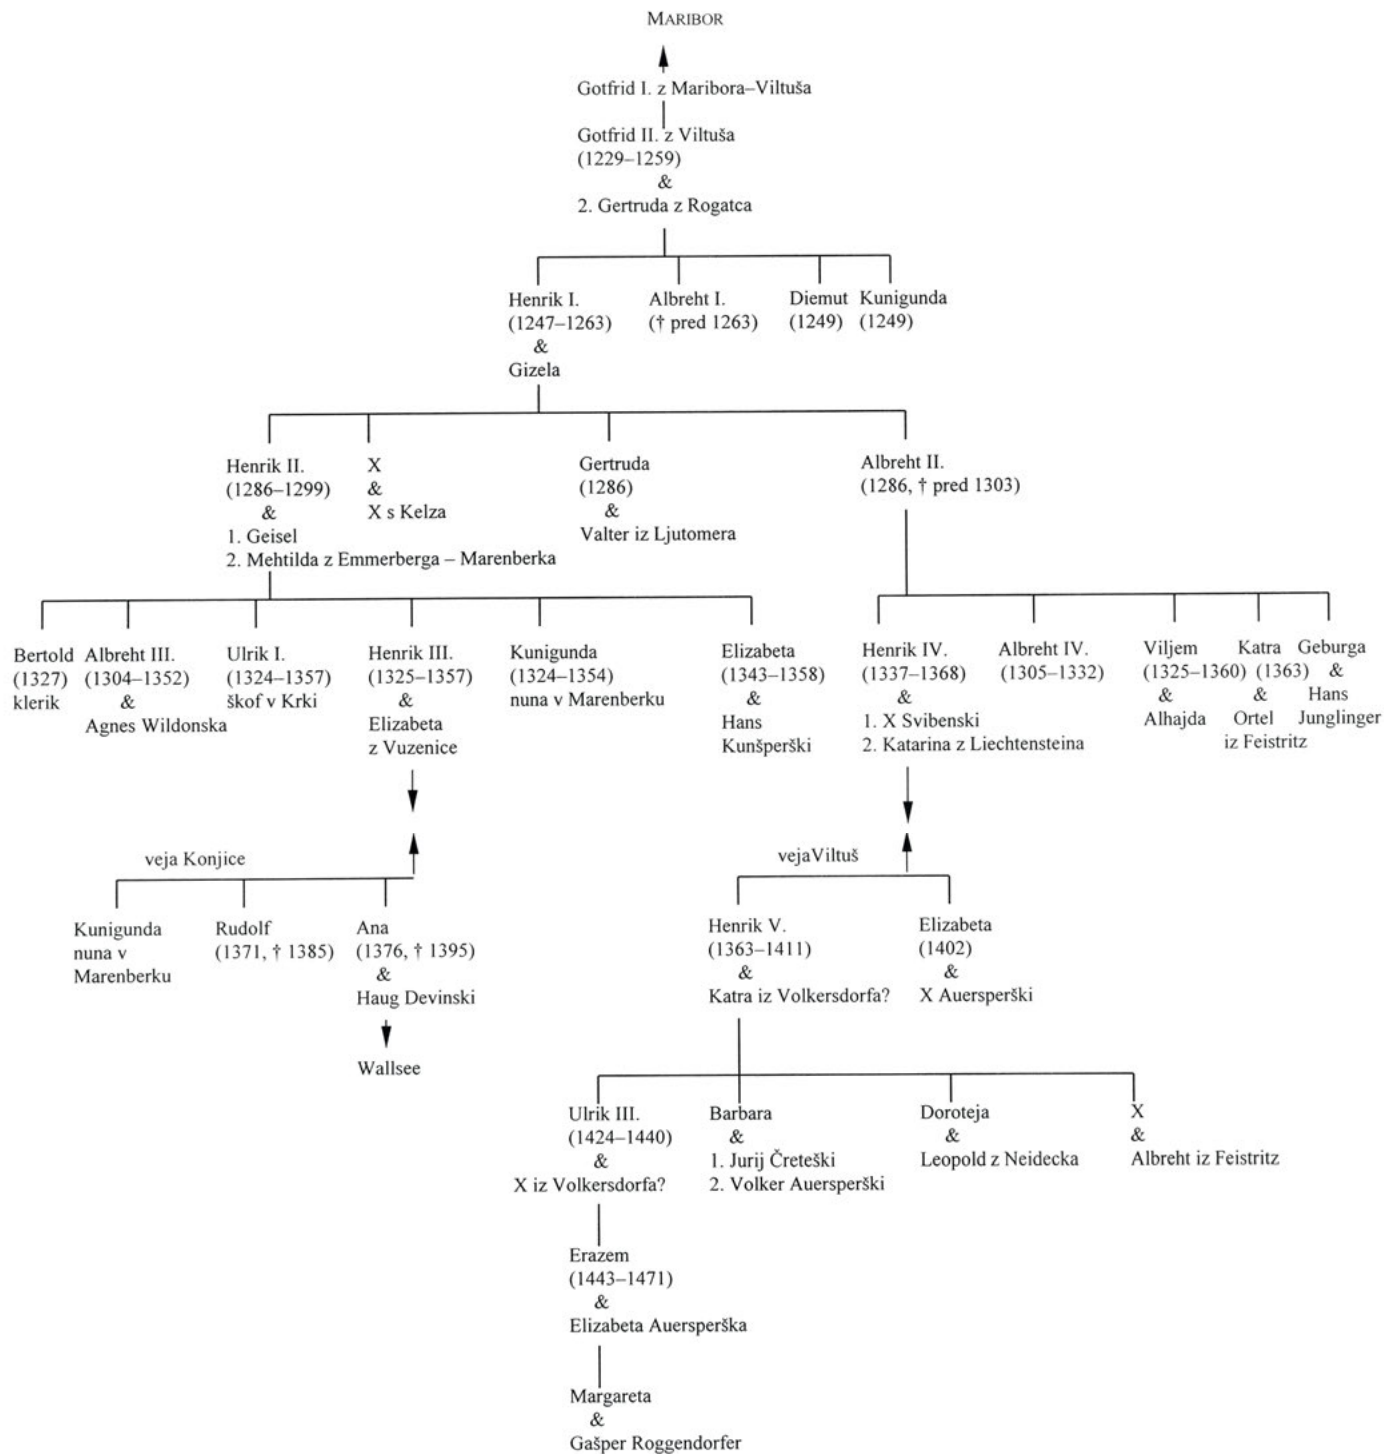 MARIBOR
Gotfrid I. z Maribora–Viltuša
Gotfrid II. z Viltuša
(1229–1259)
&
2. Gertruda z Rogatca
Henrik I.
(1247–1263)
&
Gizela
Albreht I.
(† pred 1263)
Diemut
(1249)
Kunigunda
(1249)
Henrik II.
(1286–1299)
&
1. Geisel
2. Mehtilda z Emmerberga – Marenberka
X
&
X s Kelza
Gertruda
(1286)
&
Valter iz Ljutomera
Albreht II.
(1286, † pred 1303)
Bertold
(1327)
klerik
Albreht III.
(1304–1352)
&
Agnes Wildonska
Ulrik I.
(1324–1357)
škof v Krki
Henrik III.
(1325–1357)
&
Elizabeta
z Vuzenice
Kunigunda
(1324–1354)
nuna v Marenberku
Elizabeta
(1343–1358)
&
Hans
Kunšperški
Henrik IV.
(1337–1368)
&
1. X Svibenski
2. Katarina z Liechtensteina
Albreht IV.
(1305–1332)
Viljem
(1325–1360)
&
Alhajda
Katra
(1363)
&
Ortel
iz Feistritz
Geburga
&
Hans
Junglinger
veja Konjice
Kunigunda
nuna v
Marenberku
Rudolf
(1371, † 1385)
Ana
(1376, † 1395)
&
Haug Devinski
Wallsee
vejaViltuš
Henrik V.
(1363–1411)
&
Katra iz Volkersdorfa?
Elizabeta
(1402)
&
X Auersperški
Ulrik III.
(1424–1440)
&
X iz Volkersdorfa?
Barbara
&
1. Jurij Čreteški
2. Volker Auersperški
Doroteja
&
Leopold z Neidecka
X
&
Albreht iz Feistritz
Erazem
(1443–1471)
&
Elizabeta Auersperška
Margareta
&
Gašper Roggendorfer